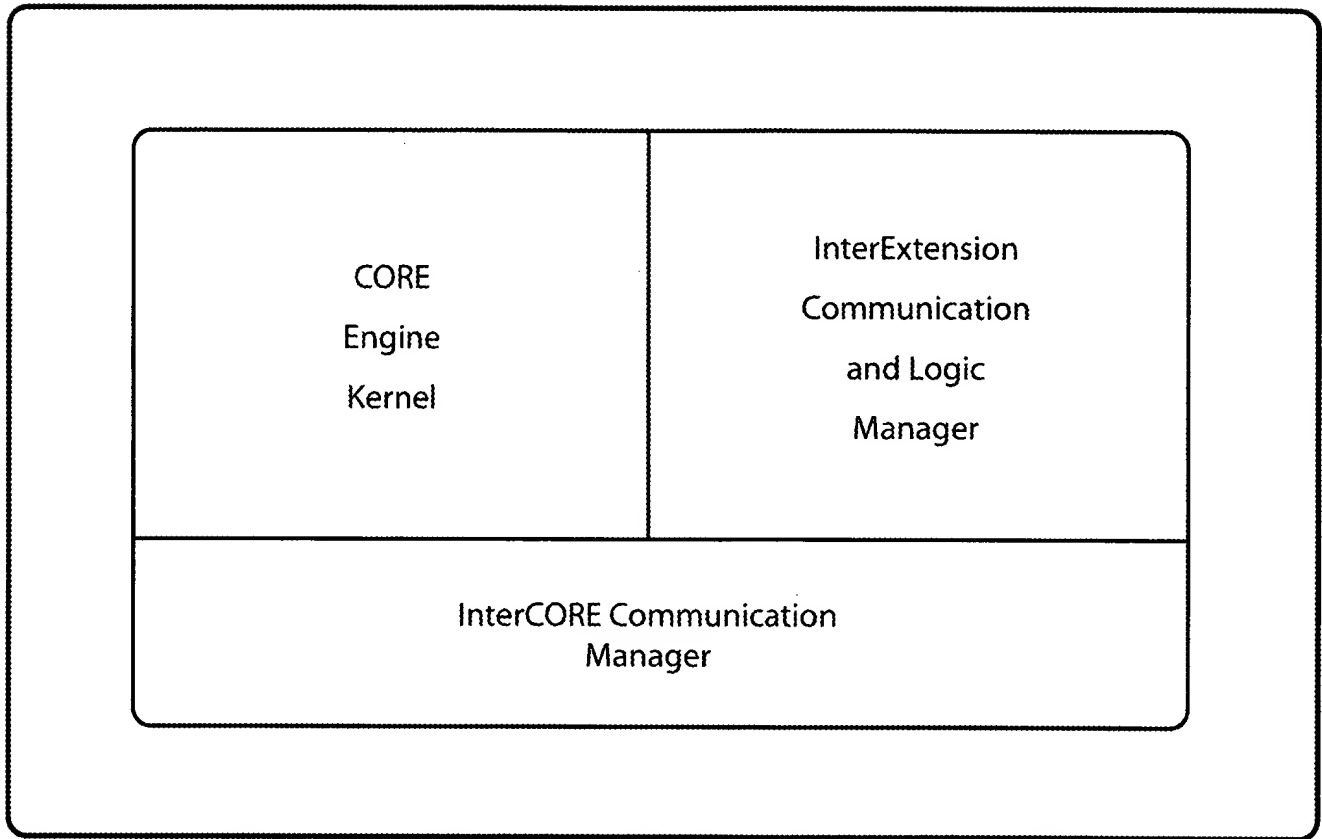 CORE
Engine
Kernel
InterExtension
Communication
and Logic
Manager
InterCORE Communication
Manager